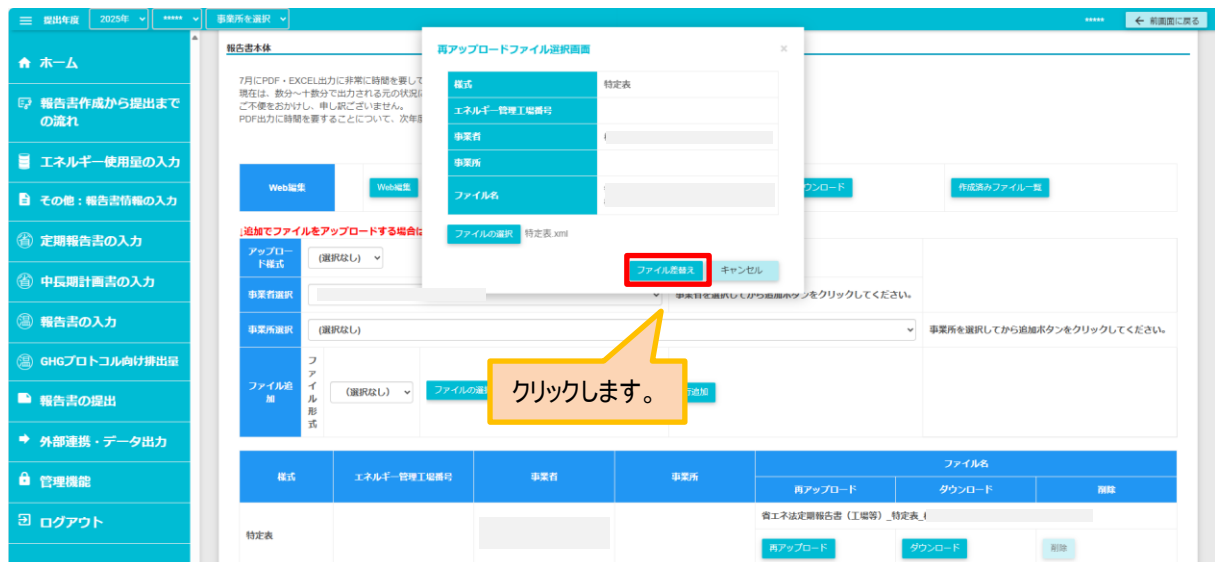 提出年度 2025年 ***** 事業所を選択 ***** ← 前画面に戻る
ホーム
報告書作成から提出まで
の流れ
エネルギー使用量の入力
その他：報告書情報の入力
定期報告書の入力
中長期計画書の入力
報告書の入力
GHGプロトコル向け排出量
報告書の提出
外部連携・データ出力
管理機能
ログアウト
報告書本体
7月にPDF・EXCEL出力に非常に時間を要して
現在は、数分～十数分で出力される元の状況に
ご不便をおかけし、申し訳ございません。
PDF出力に時間を要することについて、次年度
再アップロードファイル選択画面 ×
様式 特定表
エネルギー管理工場番号
事業者
事業所
ファイル名
ファイルの選択 特定表.xml
ファイル差替え キャンセル
Web編集 Web編集 ウンロード 作成済みファイル一覧
↓追加でファイルをアップロードする場合は
アップロー
ド様式 (選択なし)
事業者選択 事業者を選択してから追加ボタンをクリックしてください。
事業所選択 (選択なし) 事業所を選択してから追加ボタンをクリックしてください。
ファイル追
加 ファイル形式 (選択なし) ファイルの選 追加
クリックします。
様式 エネルギー管理工場番号 事業者 事業所 ファイル名
再アップロード ダウンロード 削除
特定表 省エネ法定期報告書（工場等）_特定表_
再アップロード ダウンロード 削除